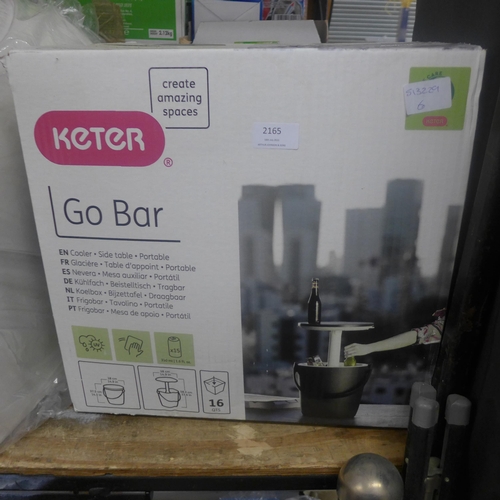 create
amazing
spaces
KETER
®
2165
Go Bar
EN Cooler • Side table • Portable
FR Glacière • Table d'appoint • Portable
ES Nevera • Mesa auxiliar • Portátil
DE Kühlfach • Beistelltisch • Tragbar
NL Koelbox • Bijzettafel • Draagbaar
IT Frigobar • Tavolino • Portatile
PT Frigobar • Mesa de apoio • Portátil
16